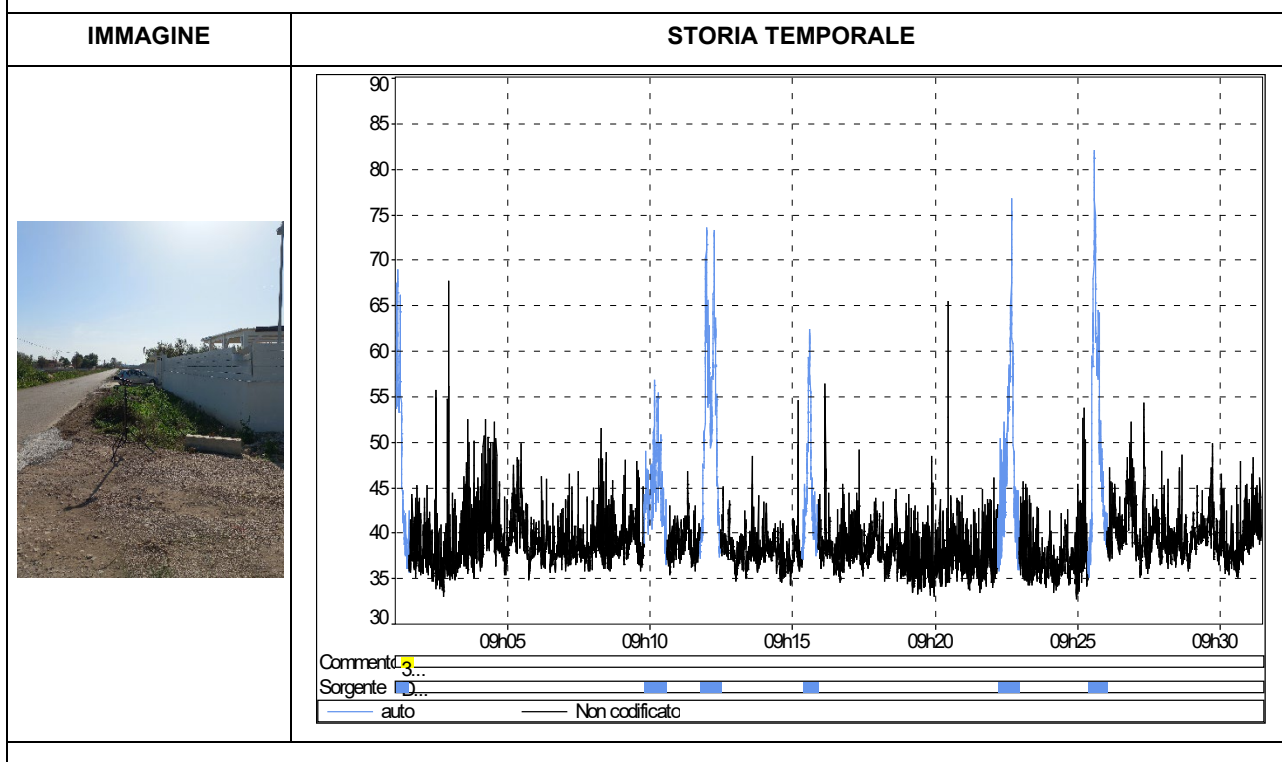 IMMAGINE
STORIA TEMPORALE
90
85
80
75
70
65
60
55
50
45
40
35
30
09h05 09h10 09h15 09h20 09h25 09h30
Commento 3...
Sorgente D...
auto Non codificato